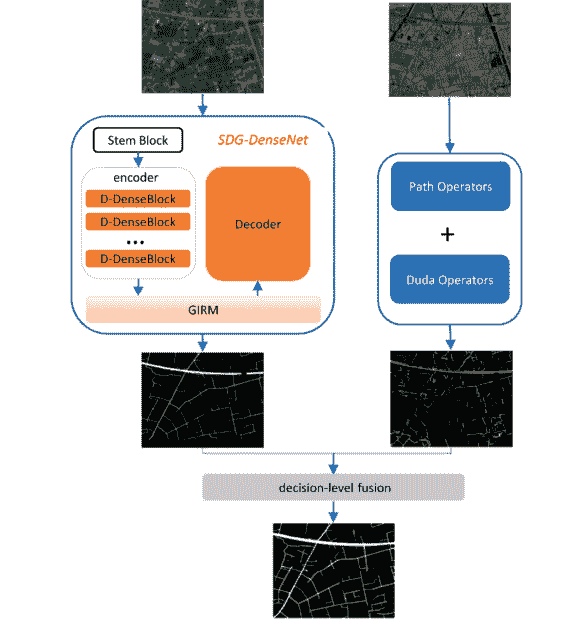 SDG-DenseNet
Stem Block
encoder
D-DenseBlock
D-DenseBlock
...
D-DenseBlock
Decoder
GIRM
Path Operators
+
Duda Operators
decision-level fusion